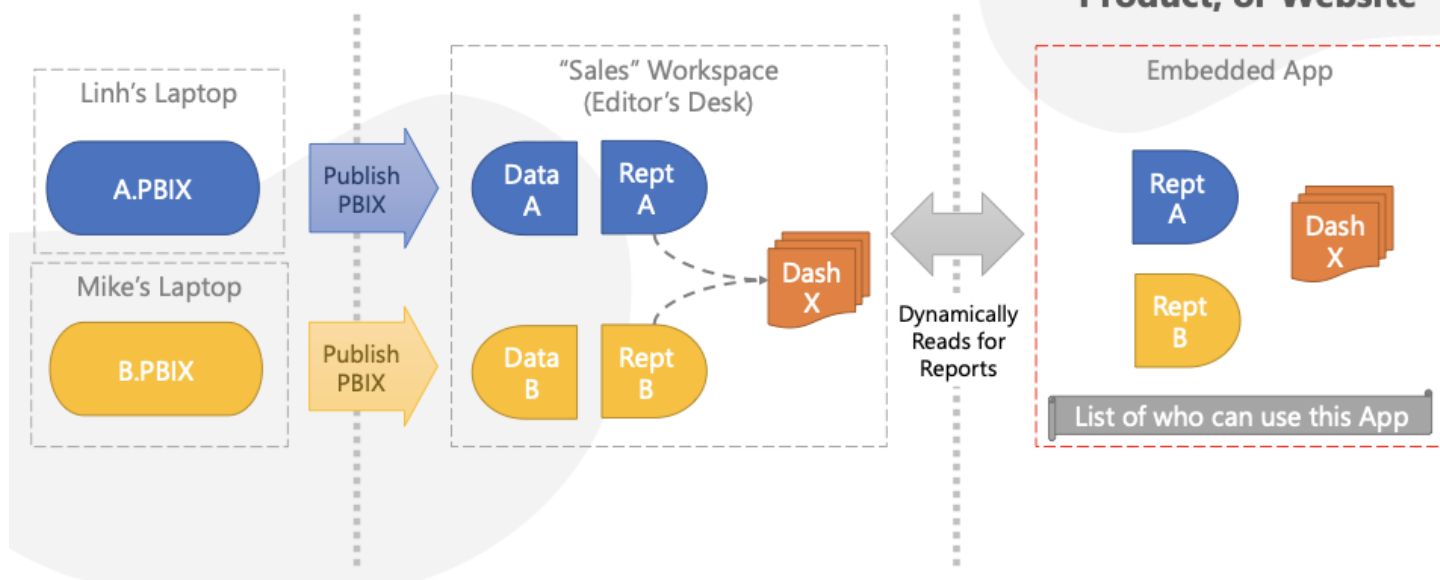 Product, or Website
Linh's Laptop
A.PBIX
Mike's Laptop
B.PBIX
Publish
PBIX
Publish
PBIX
“Sales” Workspace
(Editor's Desk)
Data
A
Rept
A
Data
B
Rept
B
Dash
X
Dynamically
Reads for
Reports
Embedded App
Rept
A
Dash
X
Rept
B
List of who can use this App